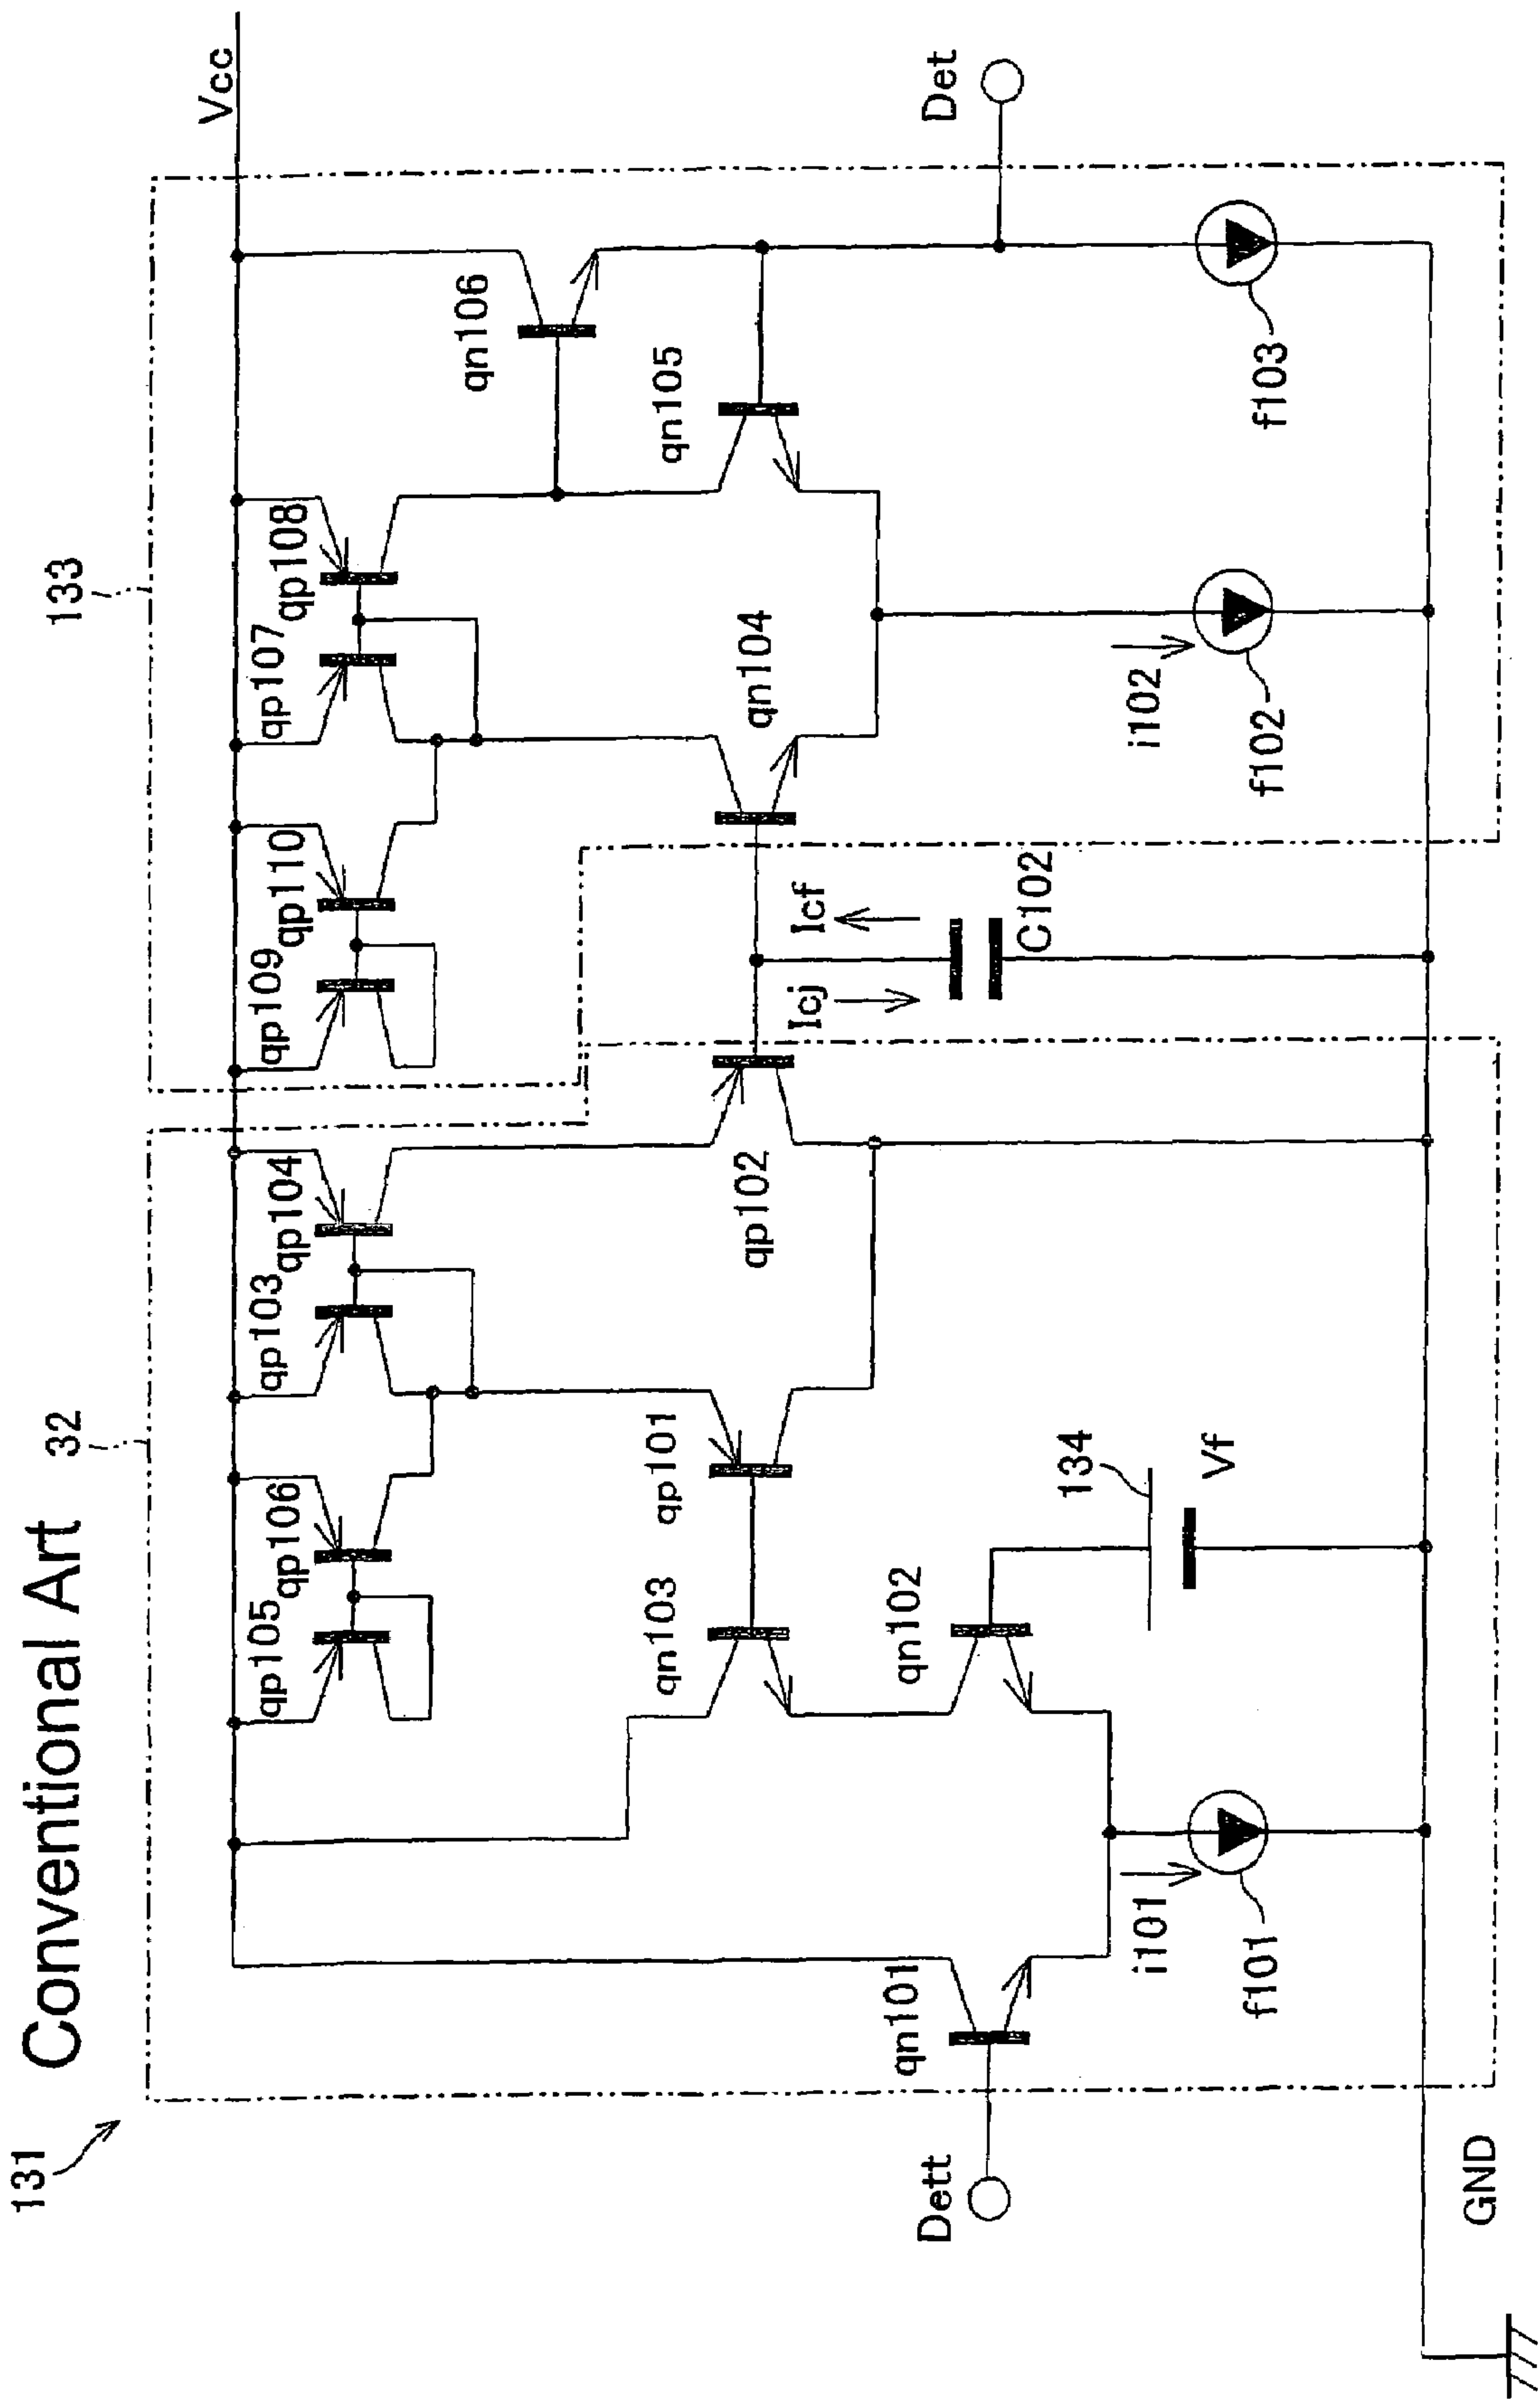 Conventional Art
131
32
133
Vcc
qp105
qp106
qp103
qp104
qp109
qp110
qp107
qp108
qn106
qn103
qp101
qp102
qn104
qn105
Icj
Icf
C102
Det
qn101
qn102
134
Vf
Dett
i101
f101
i102
f102
f103
GND